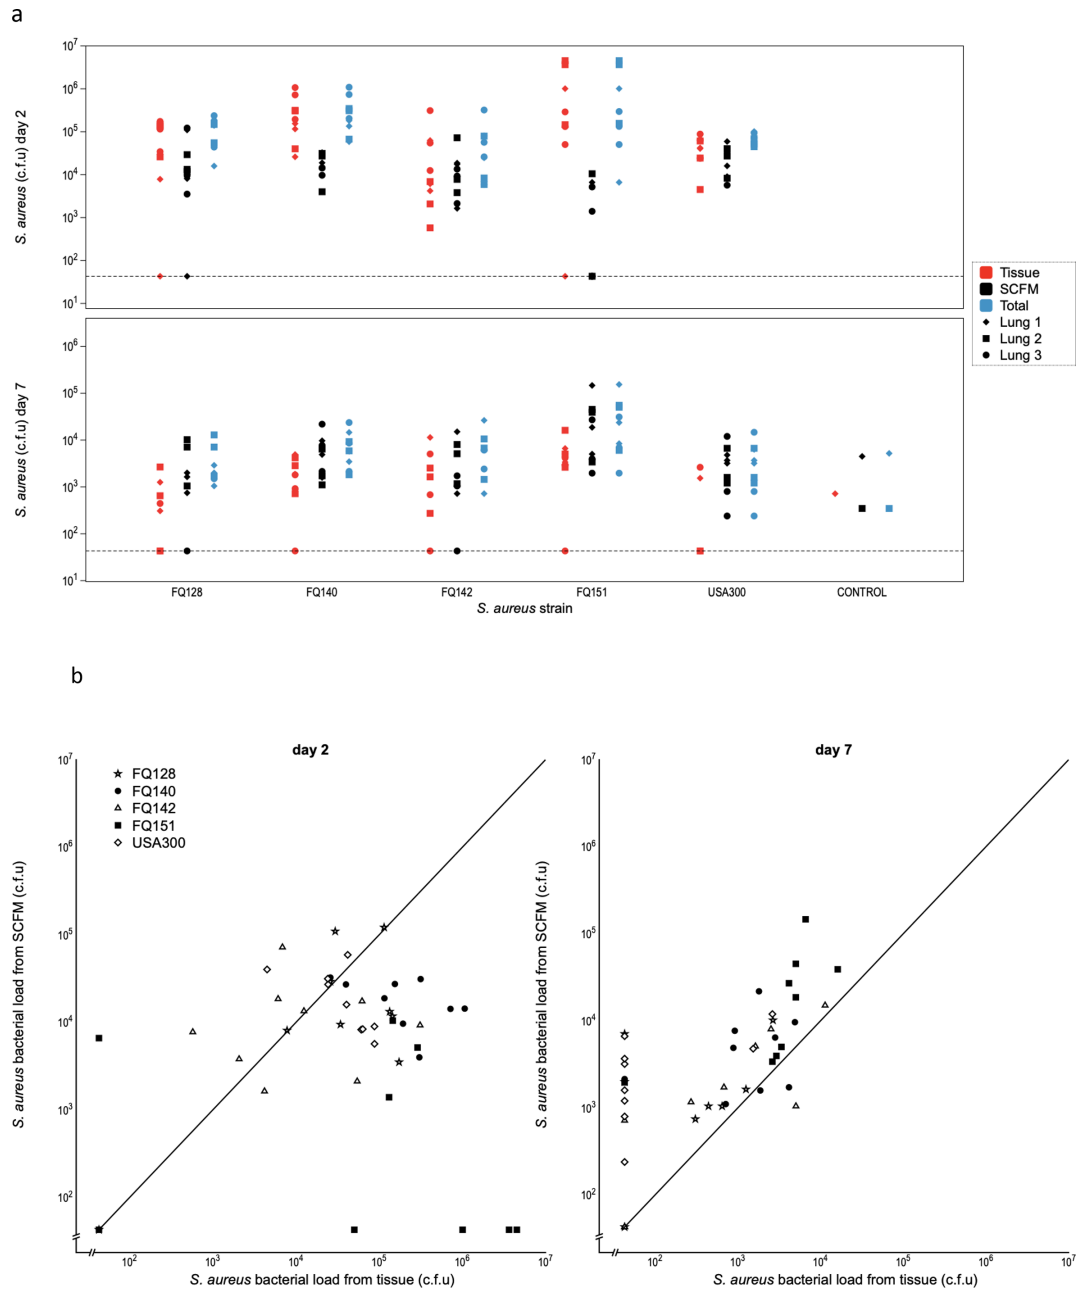 a
S. aureus (c.f.u) day 2
10⁷
10⁶
10⁵
10⁴
10³
10²
10¹
Tissue
SCFM
Total
Lung 1
Lung 2
Lung 3
S. aureus (c.f.u) day 7
10⁶
10⁵
10⁴
10³
10²
10¹
FQ128 FQ140 FQ142 FQ151 USA300 CONTROL
S. aureus strain
b
day 2
S. aureus bacterial load from SCFM (c.f.u)
10⁷
10⁶
10⁵
10⁴
10³
10²
FQ128
FQ140
FQ142
FQ151
USA300
10² 10³ 10⁴ 10⁵ 10⁶ 10⁷
S. aureus bacterial load from tissue (c.f.u)
day 7
S. aureus bacterial load from SCFM (c.f.u)
10⁷
10⁶
10⁵
10⁴
10³
10²
10² 10³ 10⁴ 10⁵ 10⁶ 10⁷
S. aureus bacterial load from tissue (c.f.u)